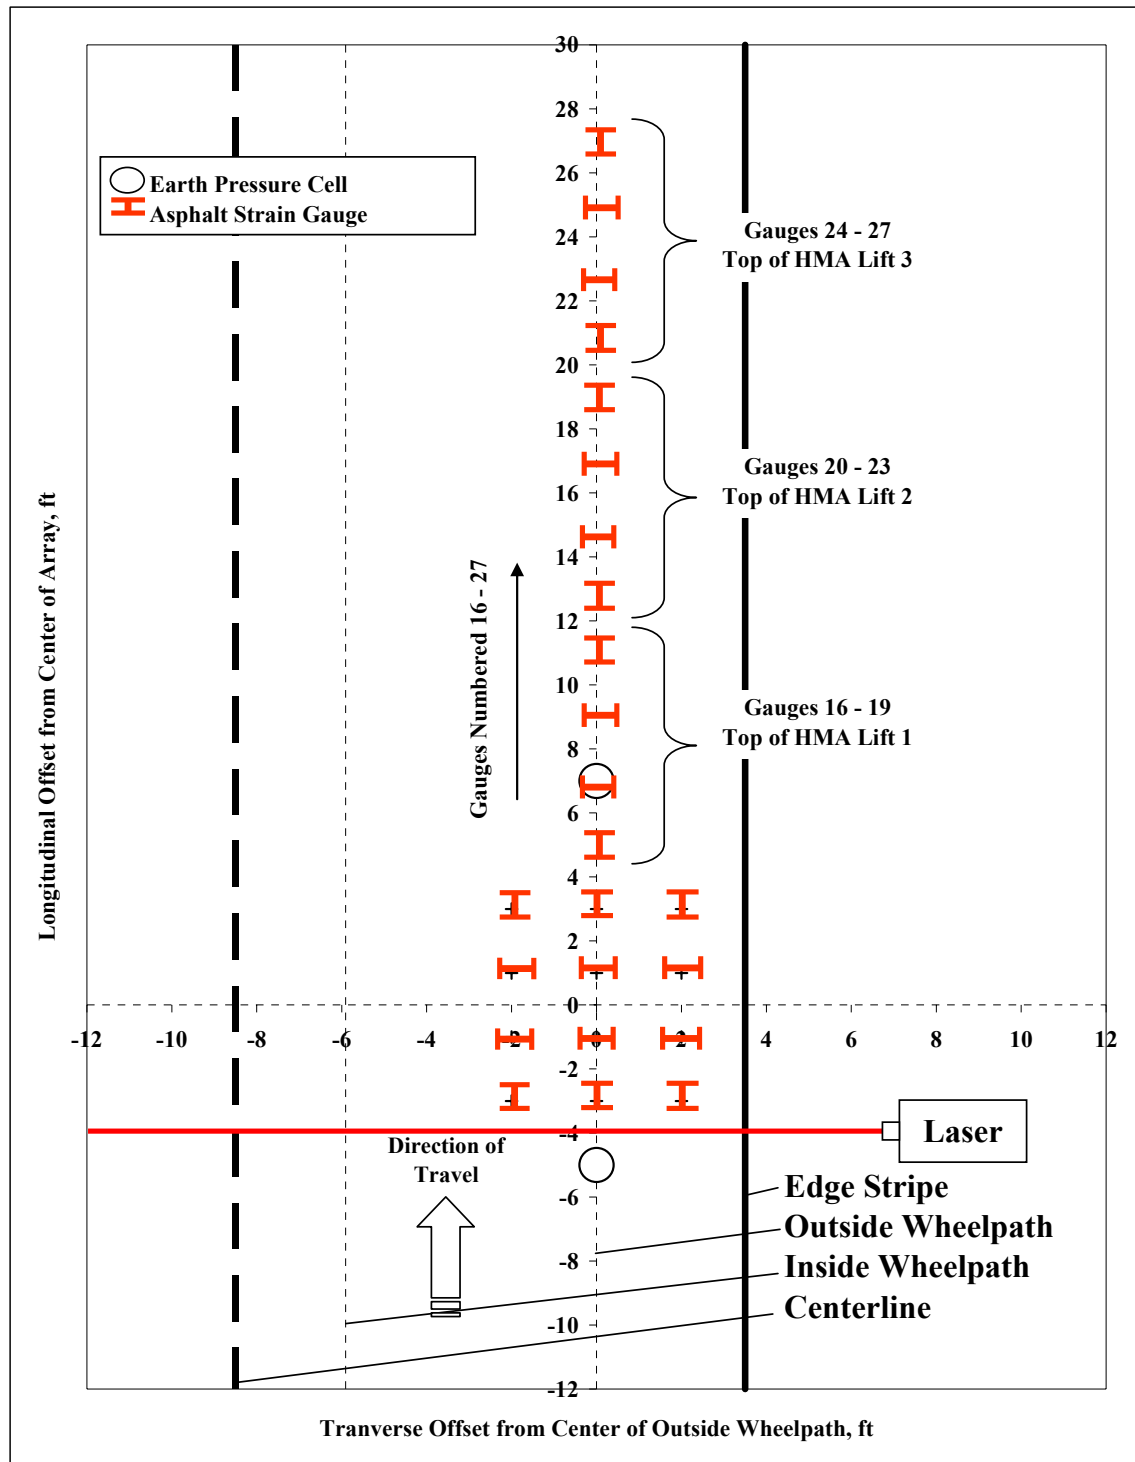 30
28
26
24
22
20
18
16
14
12
10
8
6
4
2
0
-2
-4
-6
-8
-10
-12
Earth Pressure Cell
Asphalt Strain Gauge
Gauges 24 - 27
Top of HMA Lift 3
Gauges 20 - 23
Top of HMA Lift 2
Gauges 16 - 19
Top of HMA Lift 1
Gauges Numbered 16 - 27
Longitudinal Offset from Center of Array, ft
-12 -10 -8 -6 -4 -2 0 2 4 6 8 10 12
Laser
Direction of
Travel
Edge Stripe
Outside Wheelpath
Inside Wheelpath
Centerline
Tranverse Offset from Center of Outside Wheelpath, ft